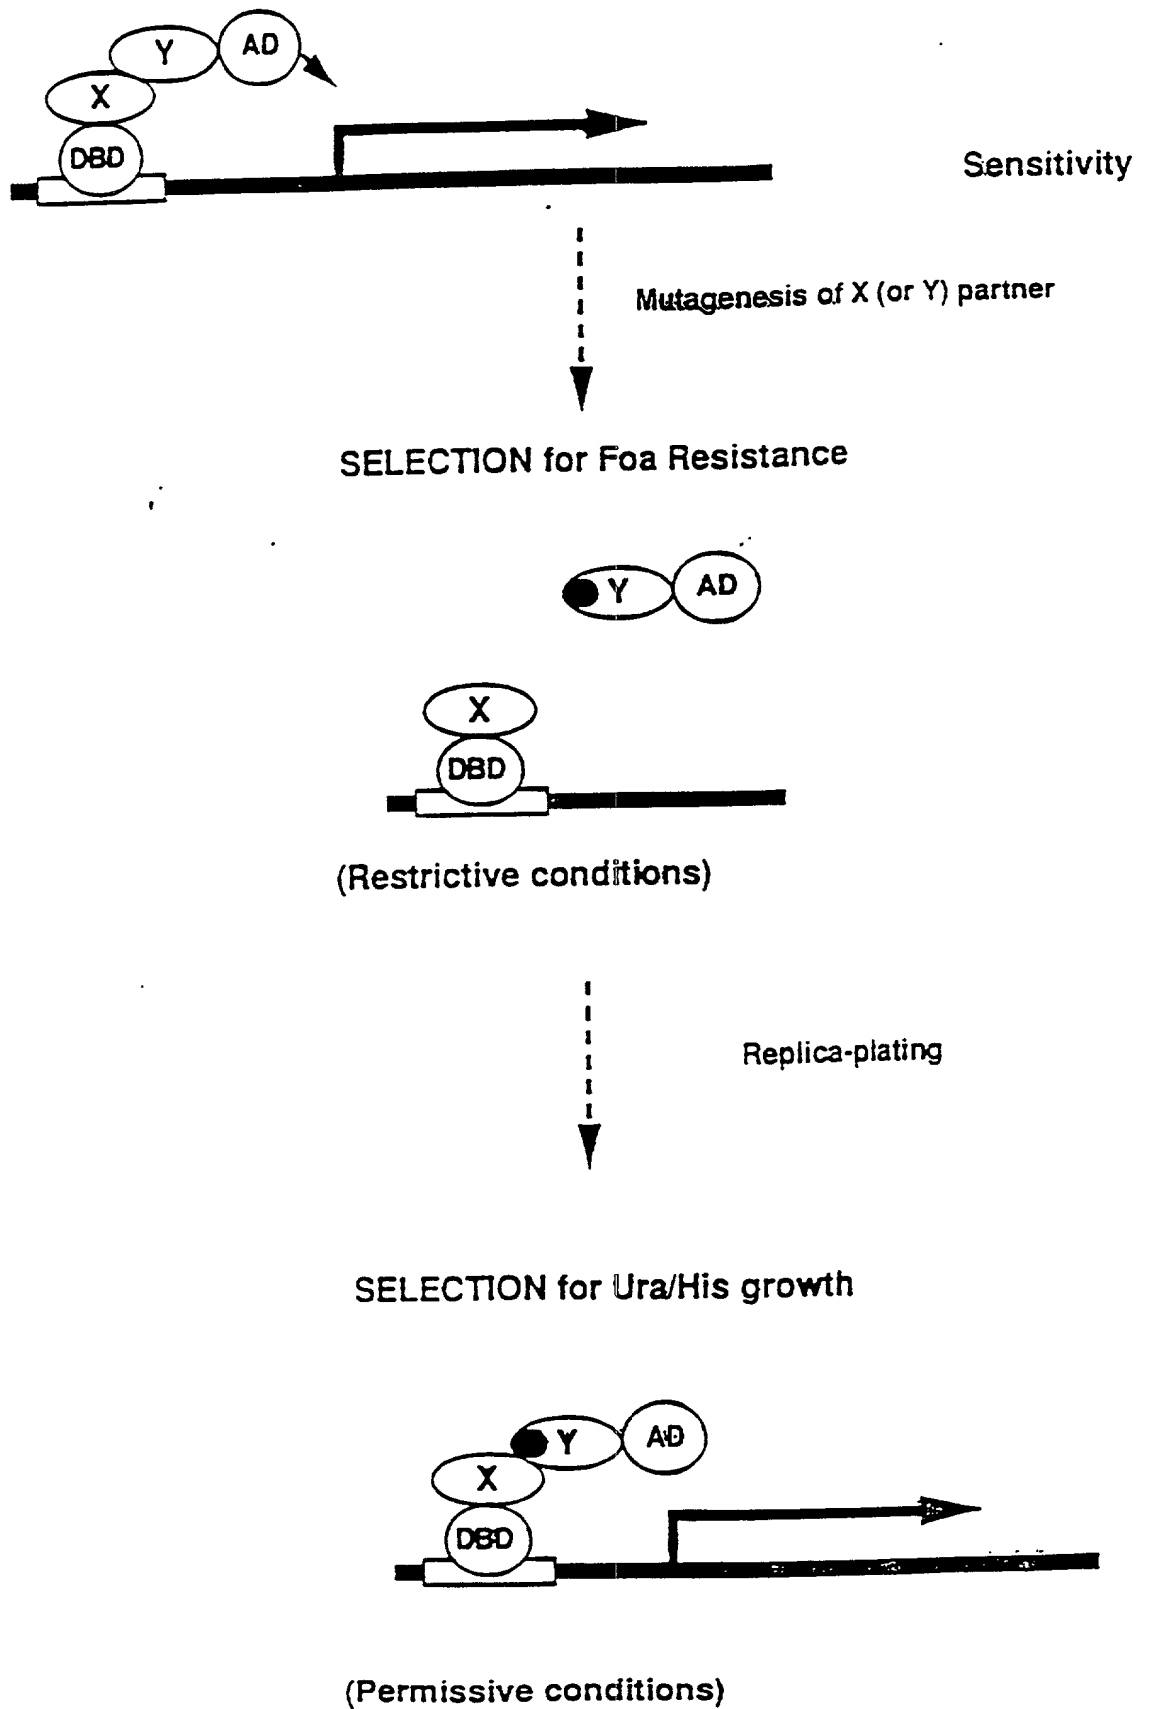 Y
AD
X
DBD
Sensitivity
Mutagenesis of X (or Y) partner
SELECTION for Foa Resistance
Y
AD
X
DBD
(Restrictive conditions)
Replica-plating
SELECTION for Ura/His growth
Y
AD
X
DBD
(Permissive conditions)